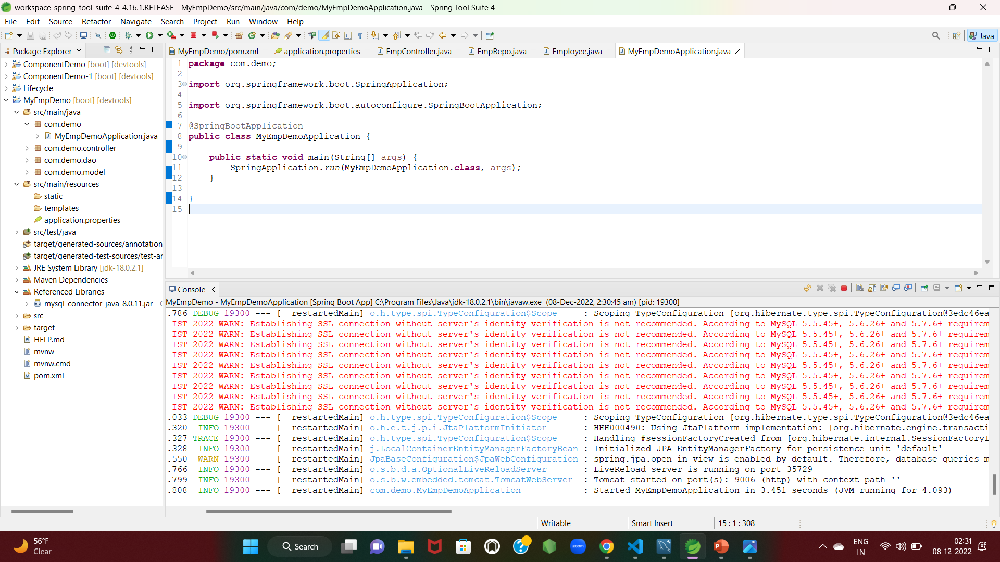 workspace-spring-tool-suite-4-4.16.1.RELEASE - MyEmpDemo/src/main/java/com/demo/MyEmpDemoApplication.java - Spring Tool Suite 4
File Edit Source Refactor Navigate Search Project Run Window Help
Java
Package Explorer
ComponentDemo [boot] [devtools]
ComponentDemo-1 [boot] [devtools]
Lifecycle
MyEmpDemo [boot] [devtools]
src/main/java
com.demo
MyEmpDemoApplication.java
com.demo.controller
com.demo.dao
com.demo.model
src/main/resources
static
templates
application.properties
src/test/java
target/generated-sources/annotation
target/generated-test-sources/test-ar
JRE System Library [jdk-18.0.2.1]
Maven Dependencies
Referenced Libraries
mysql-connector-java-8.0.11.jar -
src
target
HELP.md
mvnw
mvnw.cmd
pom.xml
MyEmpDemo/pom.xml application.properties EmpController.java EmpRepo.java Employee.java MyEmpDemoApplication.java
1 package com.demo;
2
3 import org.springframework.boot.SpringApplication;
4
5 import org.springframework.boot.autoconfigure.SpringBootApplication;
6
7 @SpringBootApplication
8 public class MyEmpDemoApplication {
9
10 public static void main(String[] args) {
11 SpringApplication.run(MyEmpDemoApplication.class, args);
12 }
13
14 }
15
Console
MyEmpDemo - MyEmpDemoApplication [Spring Boot App] C:\Program Files\Java\jdk-18.0.2.1\bin\javaw.exe (08-Dec-2022, 2:30:45 am) [pid: 19300]
.786 DEBUG 19300 --- [ restartedMain] o.h.type.spi.TypeConfiguration$Scope : Scoping TypeConfiguration [org.hibernate.type.spi.TypeConfiguration@3edc46ea
IST 2022 WARN: Establishing SSL connection without server's identity verification is not recommended. According to MySQL 5.5.45+, 5.6.26+ and 5.7.6+ requirem
IST 2022 WARN: Establishing SSL connection without server's identity verification is not recommended. According to MySQL 5.5.45+, 5.6.26+ and 5.7.6+ requirem
IST 2022 WARN: Establishing SSL connection without server's identity verification is not recommended. According to MySQL 5.5.45+, 5.6.26+ and 5.7.6+ requirem
IST 2022 WARN: Establishing SSL connection without server's identity verification is not recommended. According to MySQL 5.5.45+, 5.6.26+ and 5.7.6+ requirem
IST 2022 WARN: Establishing SSL connection without server's identity verification is not recommended. According to MySQL 5.5.45+, 5.6.26+ and 5.7.6+ requirem
IST 2022 WARN: Establishing SSL connection without server's identity verification is not recommended. According to MySQL 5.5.45+, 5.6.26+ and 5.7.6+ requirem
IST 2022 WARN: Establishing SSL connection without server's identity verification is not recommended. According to MySQL 5.5.45+, 5.6.26+ and 5.7.6+ requirem
IST 2022 WARN: Establishing SSL connection without server's identity verification is not recommended. According to MySQL 5.5.45+, 5.6.26+ and 5.7.6+ requirem
IST 2022 WARN: Establishing SSL connection without server's identity verification is not recommended. According to MySQL 5.5.45+, 5.6.26+ and 5.7.6+ requirem
.033 DEBUG 19300 --- [ restartedMain] o.h.type.spi.TypeConfiguration$Scope : Scoping TypeConfiguration [org.hibernate.type.spi.TypeConfiguration@3edc46ea
.320 INFO 19300 --- [ restartedMain] o.h.e.t.j.p.i.JtaPlatformInitiator : HHH000490: Using JtaPlatform implementation: [org.hibernate.engine.transacti
.327 TRACE 19300 --- [ restartedMain] o.h.type.spi.TypeConfiguration$Scope : Handling #sessionFactoryCreated from [org.hibernate.internal.SessionFactoryI
.328 INFO 19300 --- [ restartedMain] j.LocalContainerEntityManagerFactoryBean : Initialized JPA EntityManagerFactory for persistence unit 'default'
.550 WARN 19300 --- [ restartedMain] JpaBaseConfiguration$JpaWebConfiguration : spring.jpa.open-in-view is enabled by default. Therefore, database queries m
.766 INFO 19300 --- [ restartedMain] o.s.b.d.a.OptionalLiveReloadServer : LiveReload server is running on port 35729
.799 INFO 19300 --- [ restartedMain] o.s.b.w.embedded.tomcat.TomcatWebServer : Tomcat started on port(s): 9006 (http) with context path ''
.808 INFO 19300 --- [ restartedMain] com.demo.MyEmpDemoApplication : Started MyEmpDemoApplication in 3.451 seconds (JVM running for 4.093)
Writable Smart Insert 15 : 1 : 308
56°F
Clear
Search
zoom
ENG
IN
02:31
08-12-2022